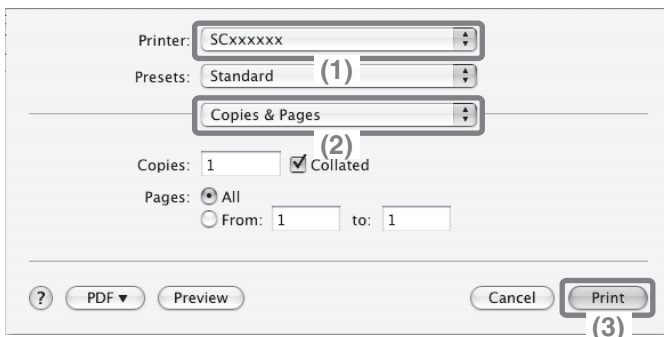 Printer: SCxxxxxx
(1)
Presets: Standard
Copies & Pages
(2)
Copies: 1 Collated
Pages: All
From: 1 to: 1
? PDF ▼ Preview Cancel Print
(3)